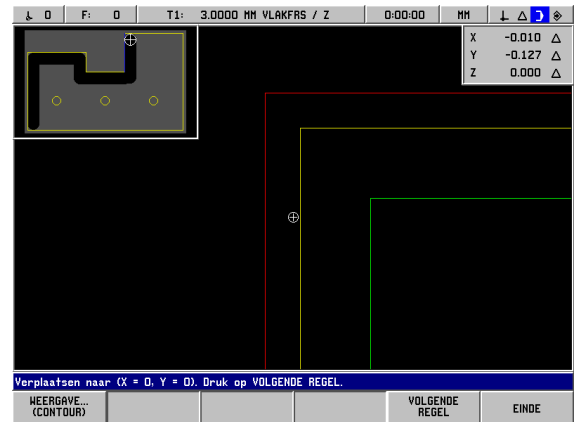 0 F: 0 T1: 3.0000 MM VLAKFRS / Z 0:00:00 MM
X -0.010
Y -0.127
Z 0.000
Verplaatsen naar (X = 0, Y = 0). Druk op VOLGENDE REGEL.
WEERGAVE...
(CONTOUR)
VOLGENDE
REGEL
EINDE